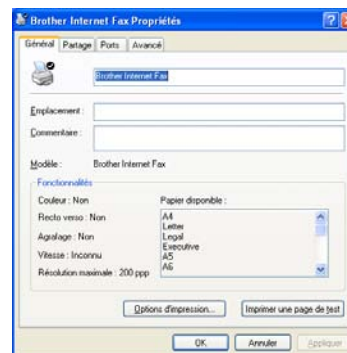 Brother Internet Fax Propriétés
Général Partage Ports Avancé
Brother Internet Fax
Emplacement :
Commentaire :
Modèle : Brother Internet Fax
Fonctionnalités
Couleur : Non
Papier disponible :
Recto verso : Non
Agrafage : Non
Vitesse : Inconnu
Résolution maximale : 200 ppp
A4
Letter
Legal
Executive
A5
A6
Options d'impression...
Imprimer une page de test
OK
Annuler
Appliquer